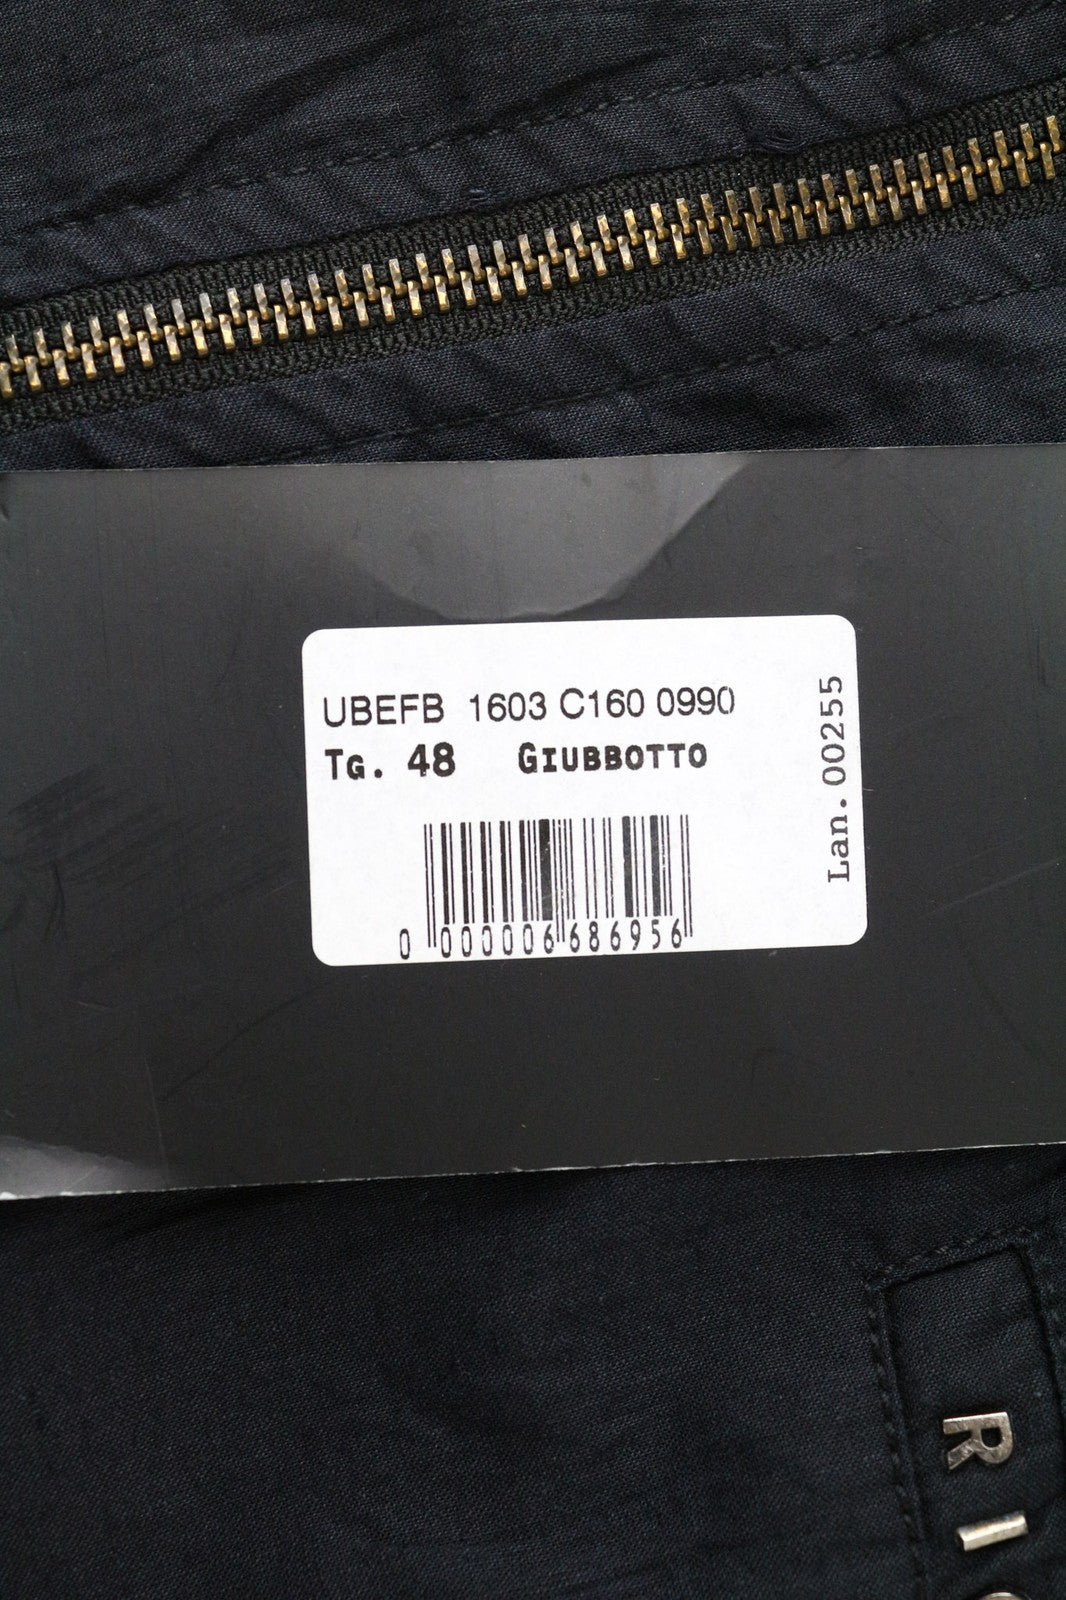 UBEFB 1603 C160 0990
Tg. 48 GIUBBOTTO
Lan. 00255
0 000006 686956
RI